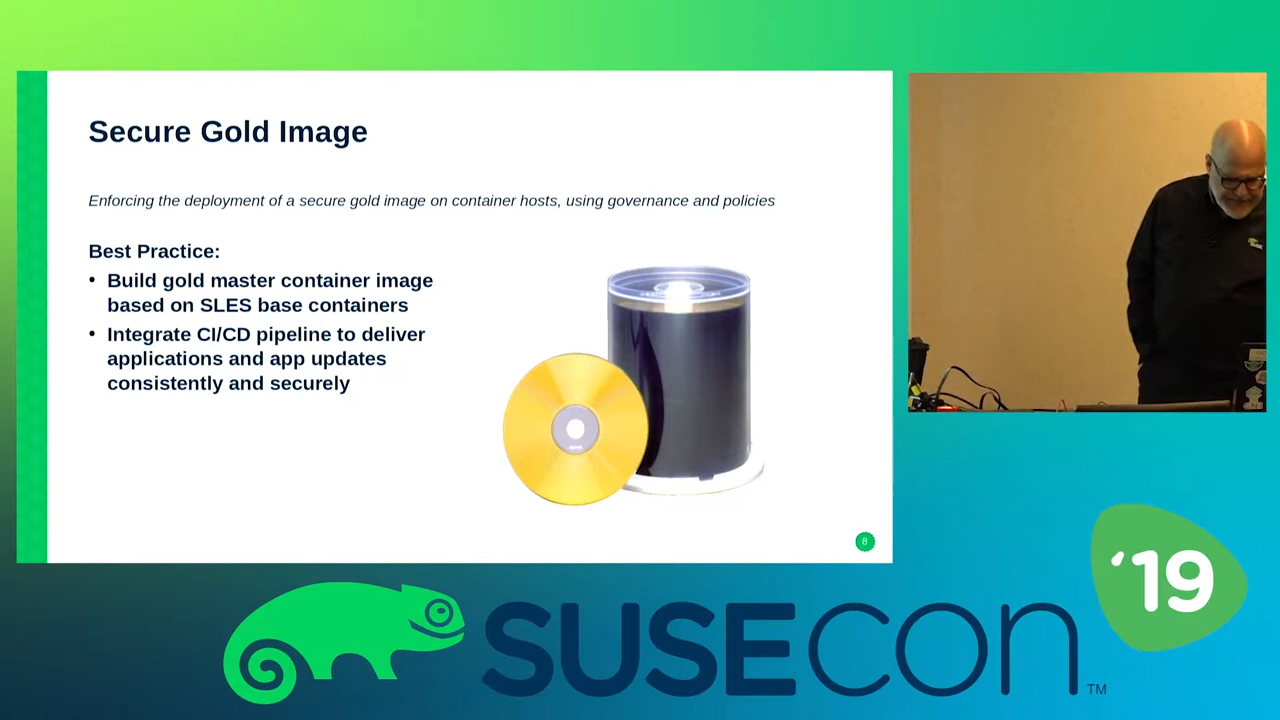 Secure Gold Image
Enforcing the deployment of a secure gold image on container hosts, using governance and policies
Best Practice:
• Build gold master container image
based on SLES base containers
• Integrate CI/CD pipeline to deliver
applications and app updates
consistently and securely
8
‘19
SUSECON TM